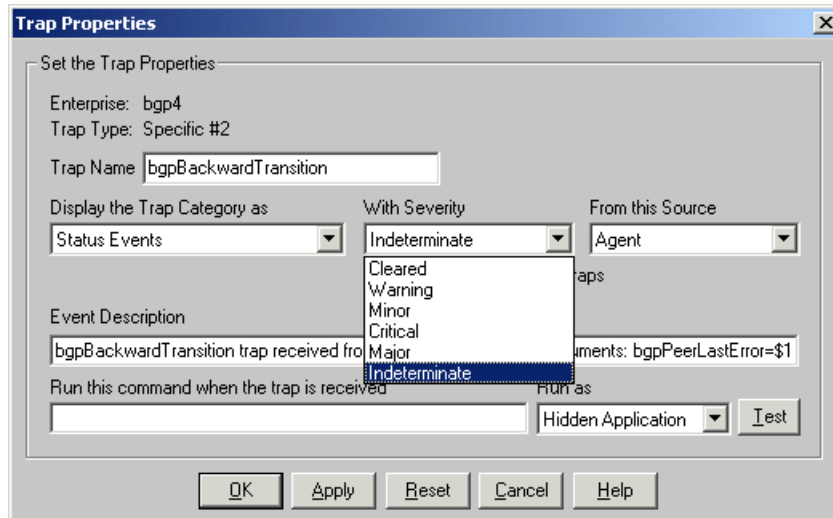 Trap Properties
Set the Trap Properties
Enterprise: bgp4
Trap Type: Specific #2
Trap Name bgpBackwardTransition
Display the Trap Category as With Severity From this Source
Status Events Indeterminate Agent
Cleared
Warning
Minor
Critical
Major
Indeterminate
raps
Event Description
bgpBackwardTransition trap received fro uments: bgpPeerLastError=$1
Run this command when the trap is received Run as
Hidden Application Test
OK Apply Reset Cancel Help